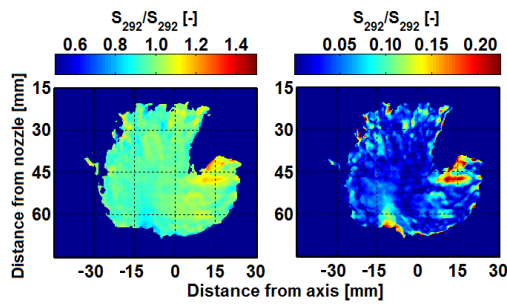 S292/S292 [-]
S292/S292 [-]
0.6 0.8 1.0 1.2 1.4
0.05 0.10 0.15 0.20
Distance from nozzle [mm]
15
30
45
60
15
30
45
60
-30 -15 0 15 30
-30 -15 0 15 30
Distance from axis [mm]